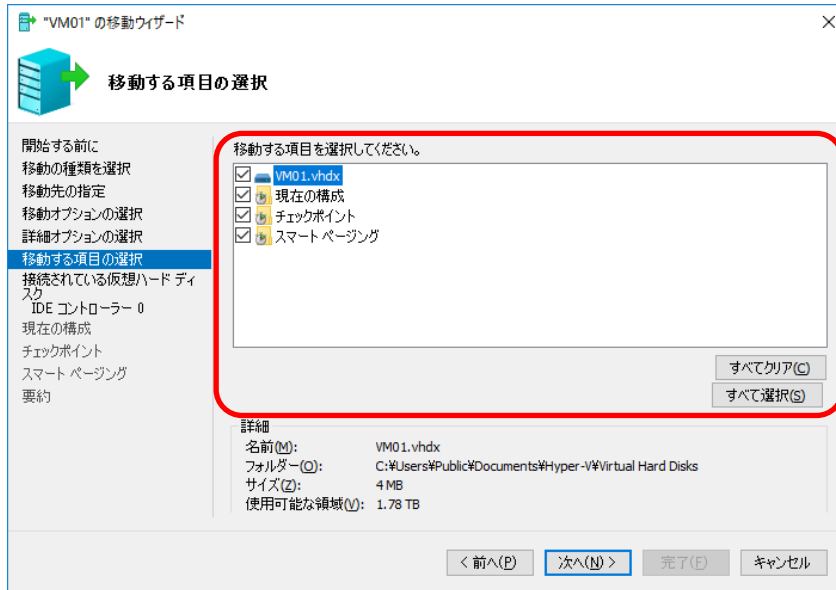 "VM01" の移動ウィザード
移動する項目の選択
開始する前に
移動の種類を選択
移動先の指定
移動オプションの選択
詳細オプションの選択
移動する項目の選択
接続されている仮想ハード ディ
スク
IDE コントローラー 0
現在の構成
チェックポイント
スマート ページング
要約
移動する項目を選択してください。
VM01.vhdx
現在の構成
チェックポイント
スマート ページング
すべてクリア(C)
すべて選択(S)
詳細
名前(M): VM01.vhdx
フォルダー(O): C:¥Users¥Public¥Documents¥Hyper-V¥Virtual Hard Disks
サイズ(Z): 4 MB
使用可能な領域(V): 1.78 TB
< 前へ(P) 次へ(N) > 完了(F) キャンセル